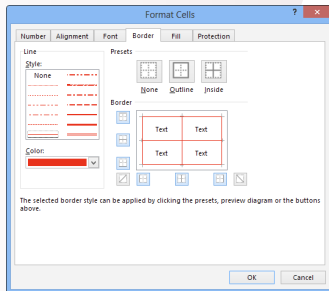 Format Cells
?
×
Number Alignment Font Border Fill Protection
Line
Presets
Style:
None
None Outline Inside
Border
Text Text
Text Text
Color:
The selected border style can be applied by clicking the presets, preview diagram or the buttons
above.
OK Cancel